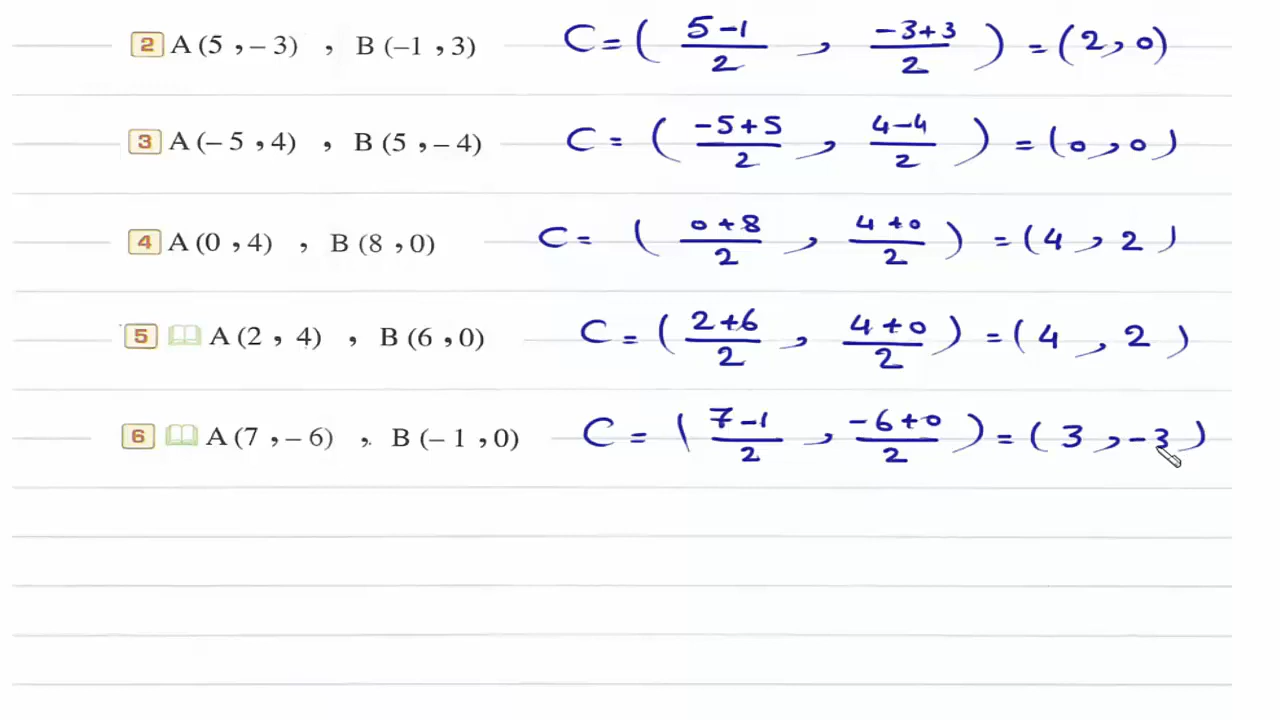 2 A (5 , – 3) , B (–1 , 3) C = ( 5-1/2 , -3+3/2 ) = (2 , 0)
3 A (– 5 , 4) , B (5 , – 4) C = ( -5+5/2 , 4-4/2 ) = (0 , 0)
4 A (0 , 4) , B (8 , 0) C = ( 0+8/2 , 4+0/2 ) = (4 , 2)
5 A (2 , 4) , B (6 , 0) C = ( 2+6/2 , 4+0/2 ) = (4 , 2)
6 A (7 , – 6) , B (– 1 , 0) C = ( 7-1/2 , -6+0/2 ) = (3 , -3)